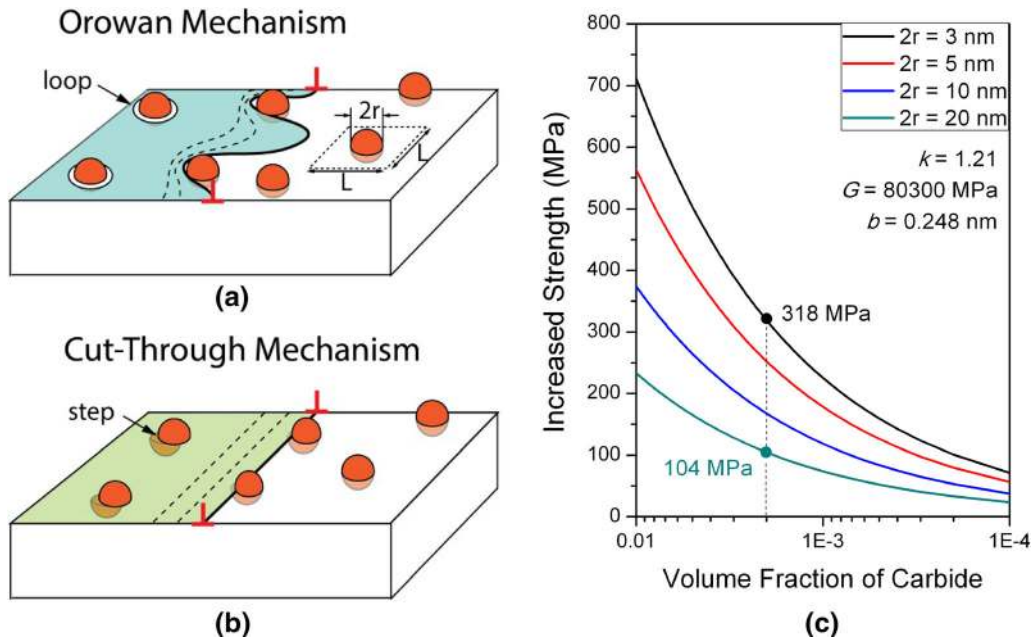 Orowan Mechanism
loop
2r
L
L
(a)
Cut-Through Mechanism
step
(b)
800
700
600
500
400
300
200
100
0
Increased Strength (MPa)
2r = 3 nm
2r = 5 nm
2r = 10 nm
2r = 20 nm
k = 1.21
G = 80300 MPa
b = 0.248 nm
318 MPa
104 MPa
0.01 1E-3 1E-4
Volume Fraction of Carbide
(c)